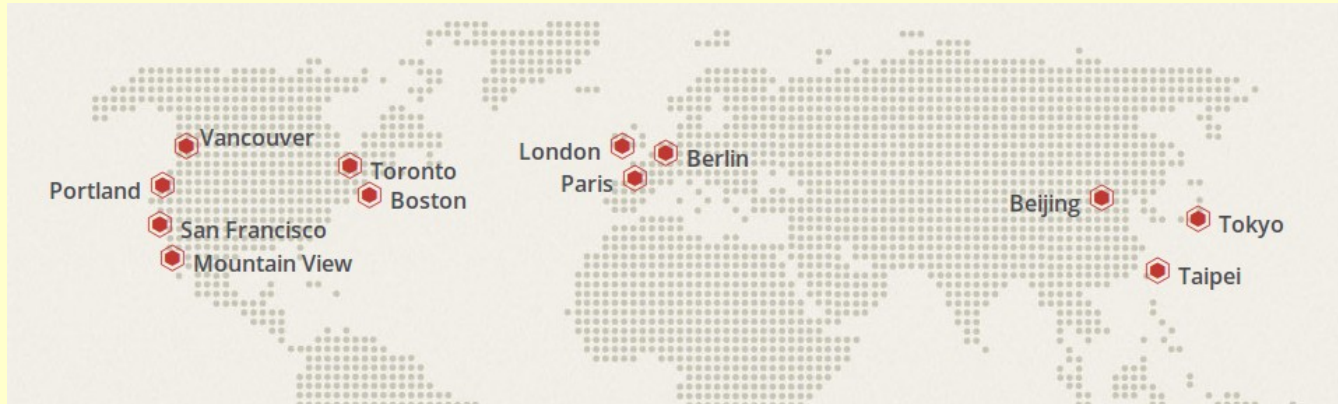 Vancouver
Toronto
Portland
Boston
San Francisco
Mountain View
London
Berlin
Paris
Beijing
Tokyo
Taipei